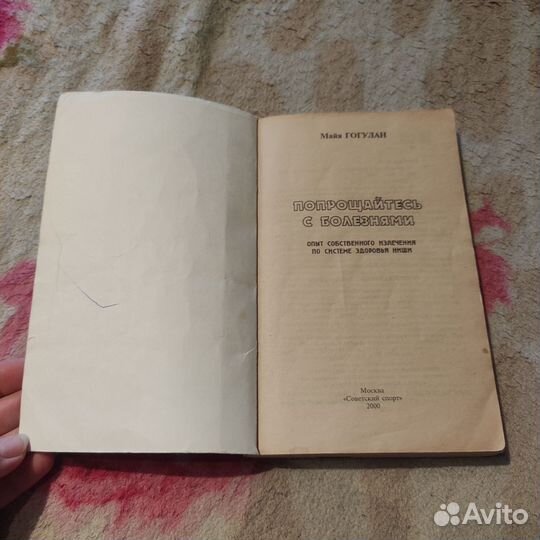 Майя ГОГУЛАН
ПОПРОЩАЙТЕСЬ
С БОЛЕЗНЯМИ
ОПЫТ СОБСТВЕННОГО ИЗЛЕЧЕНИЯ
ПО СИСТЕМЕ ЗДОРОВЬЯ НИШИ
Москва
«Советский спорт»
2000
Avito